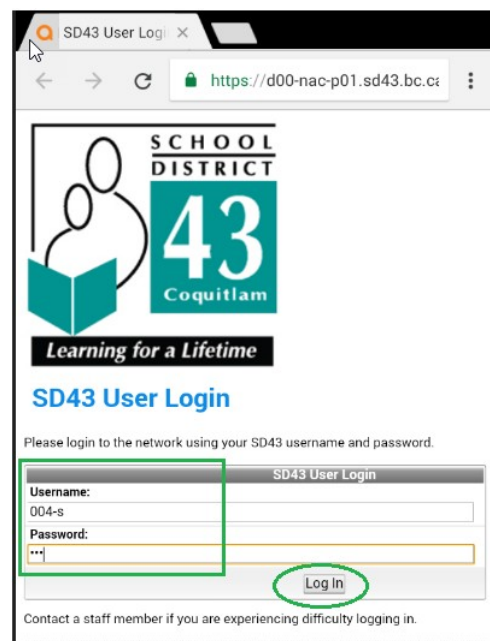 SD43 User Logi
https://d00-nac-p01.sd43.bc.ca
SCHOOL
DISTRICT
43
Coquitlam
Learning for a Lifetime
SD43 User Login
Please login to the network using your SD43 username and password.
SD43 User Login
Username:
004-s
Password:
•••
Log In
Contact a staff member if you are experiencing difficulty logging in.